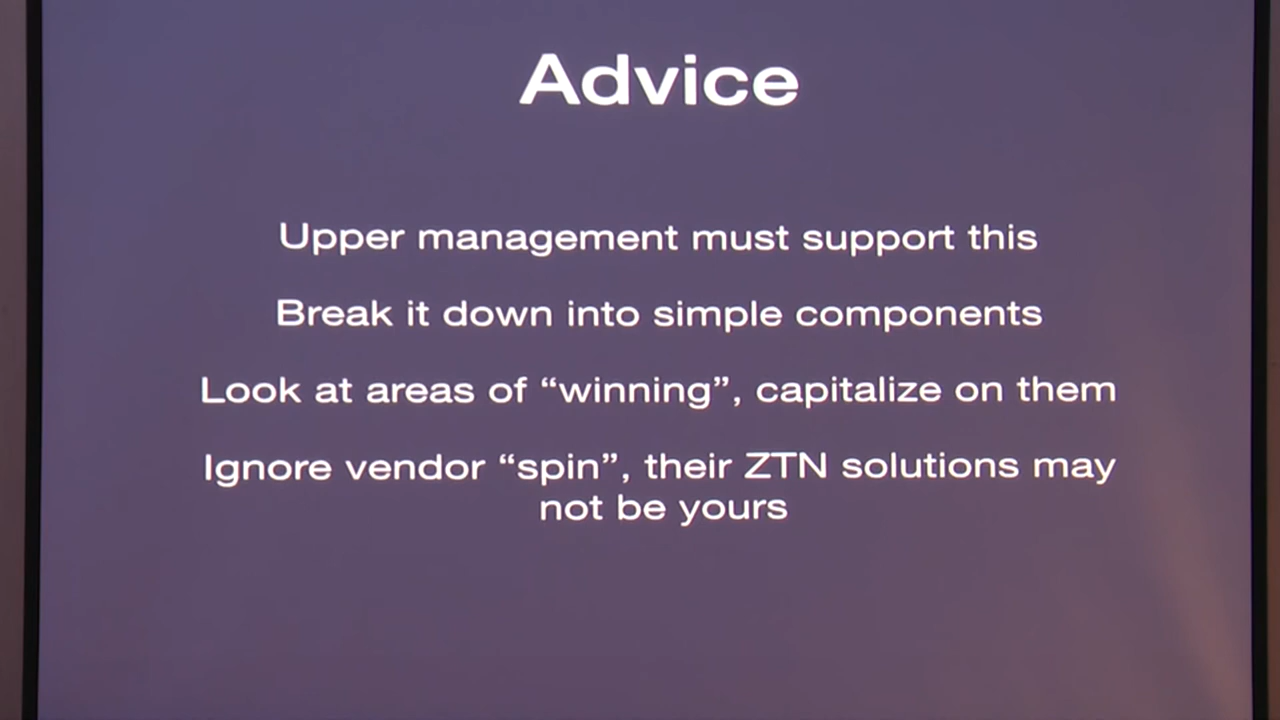 Advice
Upper management must support this
Break it down into simple components
Look at areas of “winning”, capitalize on them
Ignore vendor “spin”, their ZTN solutions may
not be yours